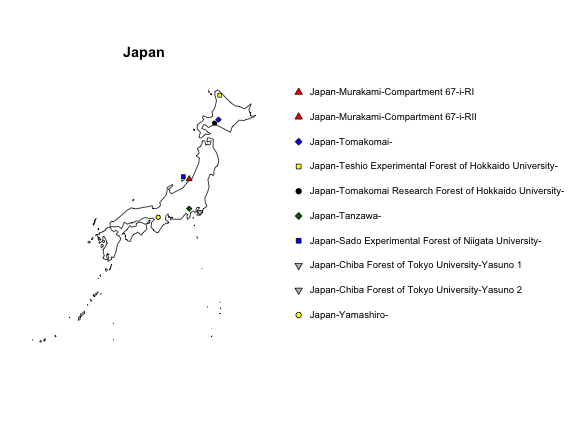 Japan
Japan-Murakami-Compartment 67-i-RI
Japan-Murakami-Compartment 67-i-RII
Japan-Tomakomai-
Japan-Teshio Experimental Forest of Hokkaido University-
Japan-Tomakomai Research Forest of Hokkaido University-
Japan-Tanzawa-
Japan-Sado Experimental Forest of Niigata University-
Japan-Chiba Forest of Tokyo University-Yasuno 1
Japan-Chiba Forest of Tokyo University-Yasuno 2
Japan-Yamashiro-